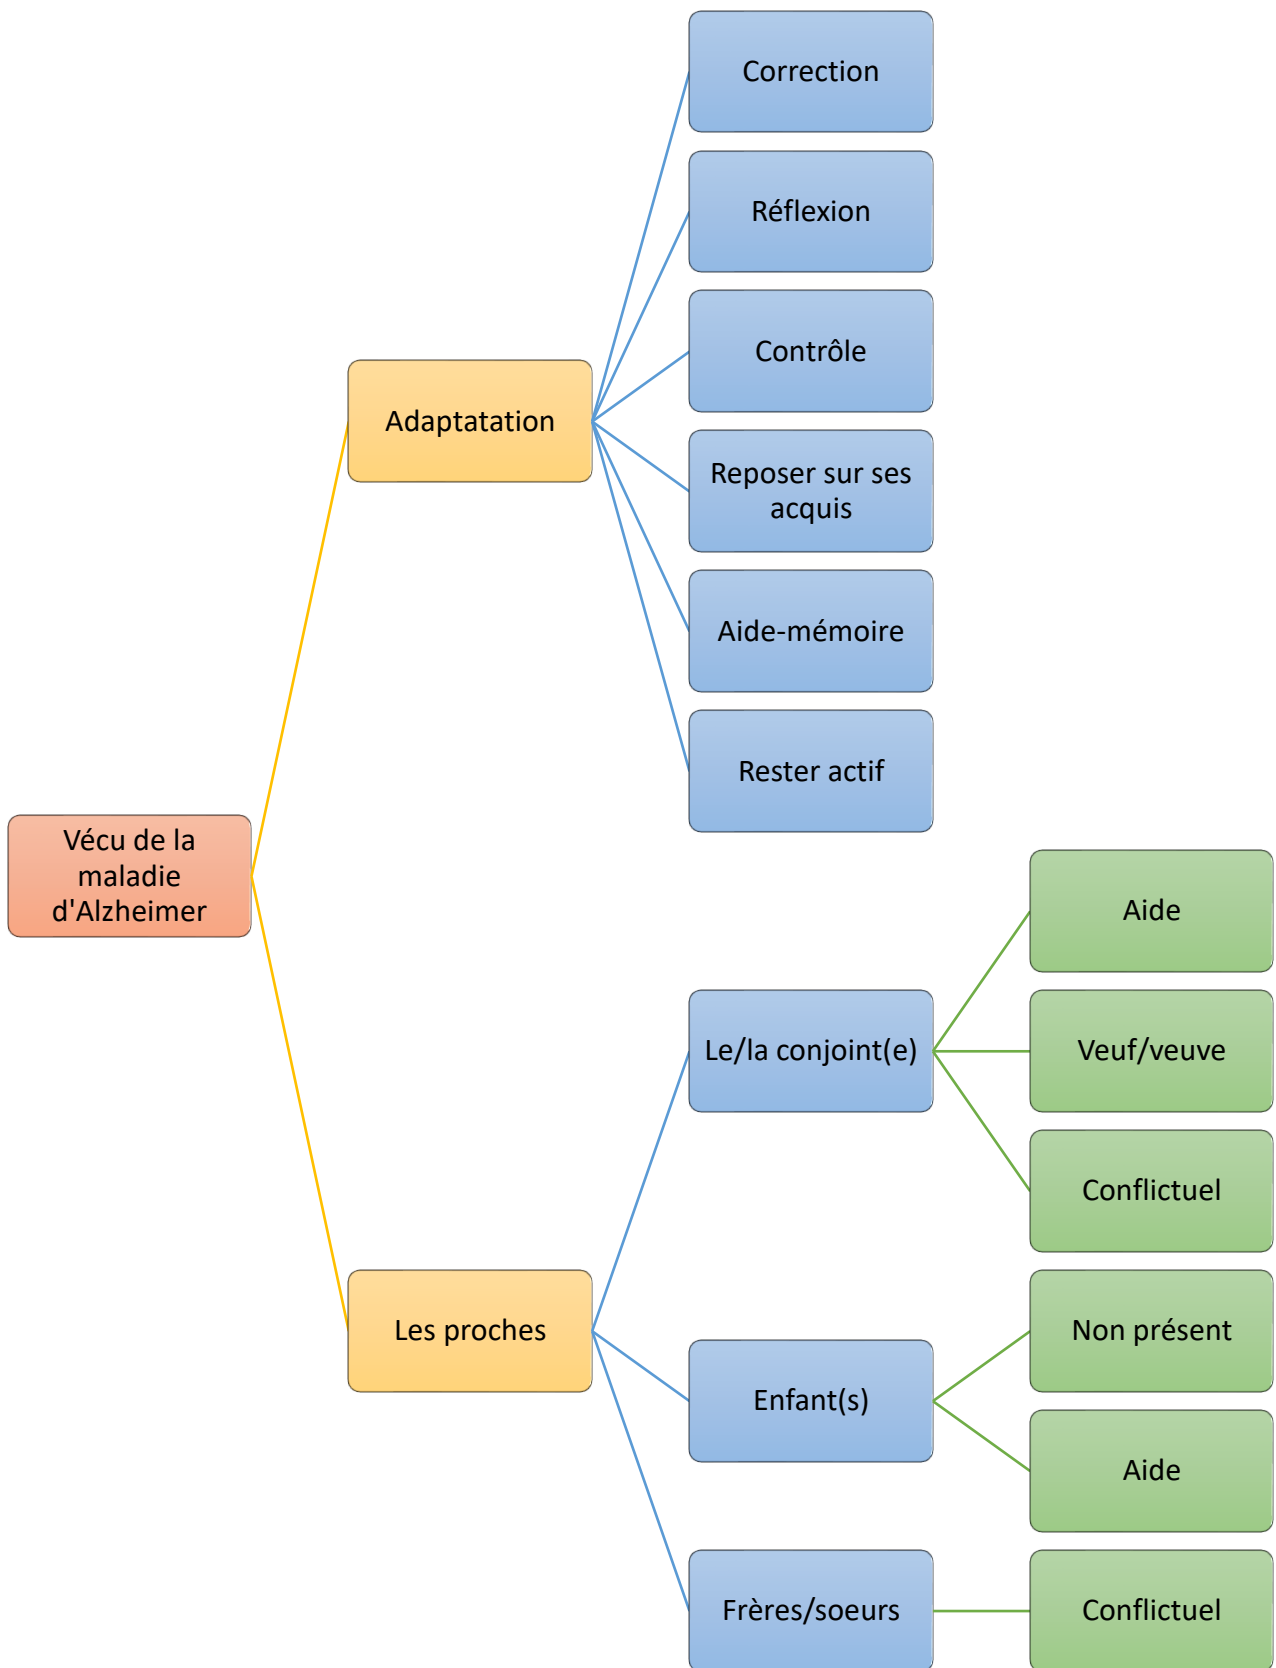 Correction
Réflexion
Contrôle
Adaptatation
Reposer sur ses
acquis
Aide-mémoire
Rester actif
Vécu de la
maladie
d'Alzheimer
Aide
Le/la conjoint(e)
Veuf/veuve
Conflictuel
Les proches
Non présent
Enfant(s)
Aide
Frères/soeurs
Conflictuel